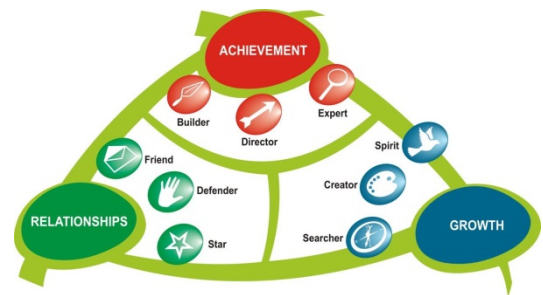 ACHIEVEMENT
Builder
Director
Expert
Friend
Defender
Star
RELATIONSHIPS
Spirit
Creator
Searcher
GROWTH